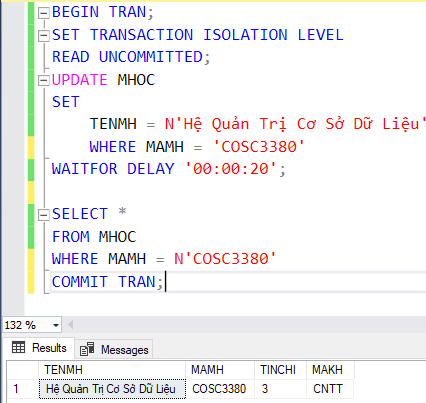 BEGIN TRAN;
SET TRANSACTION ISOLATION LEVEL
READ UNCOMMITTED;
UPDATE MHOC
SET
TENMH = N'Hệ Quản Trị Cơ Sở Dữ Liệu'
WHERE MAMH = 'COSC3380'
WAITFOR DELAY '00:00:20';
SELECT *
FROM MHOC
WHERE MAMH = N'COSC3380'
COMMIT TRAN;
132 %
Results Messages
TENMH MAMH TINCHI MAKH
1 Hệ Quản Trị Cơ Sở Dữ Liệu COSC3380 3 CNTT